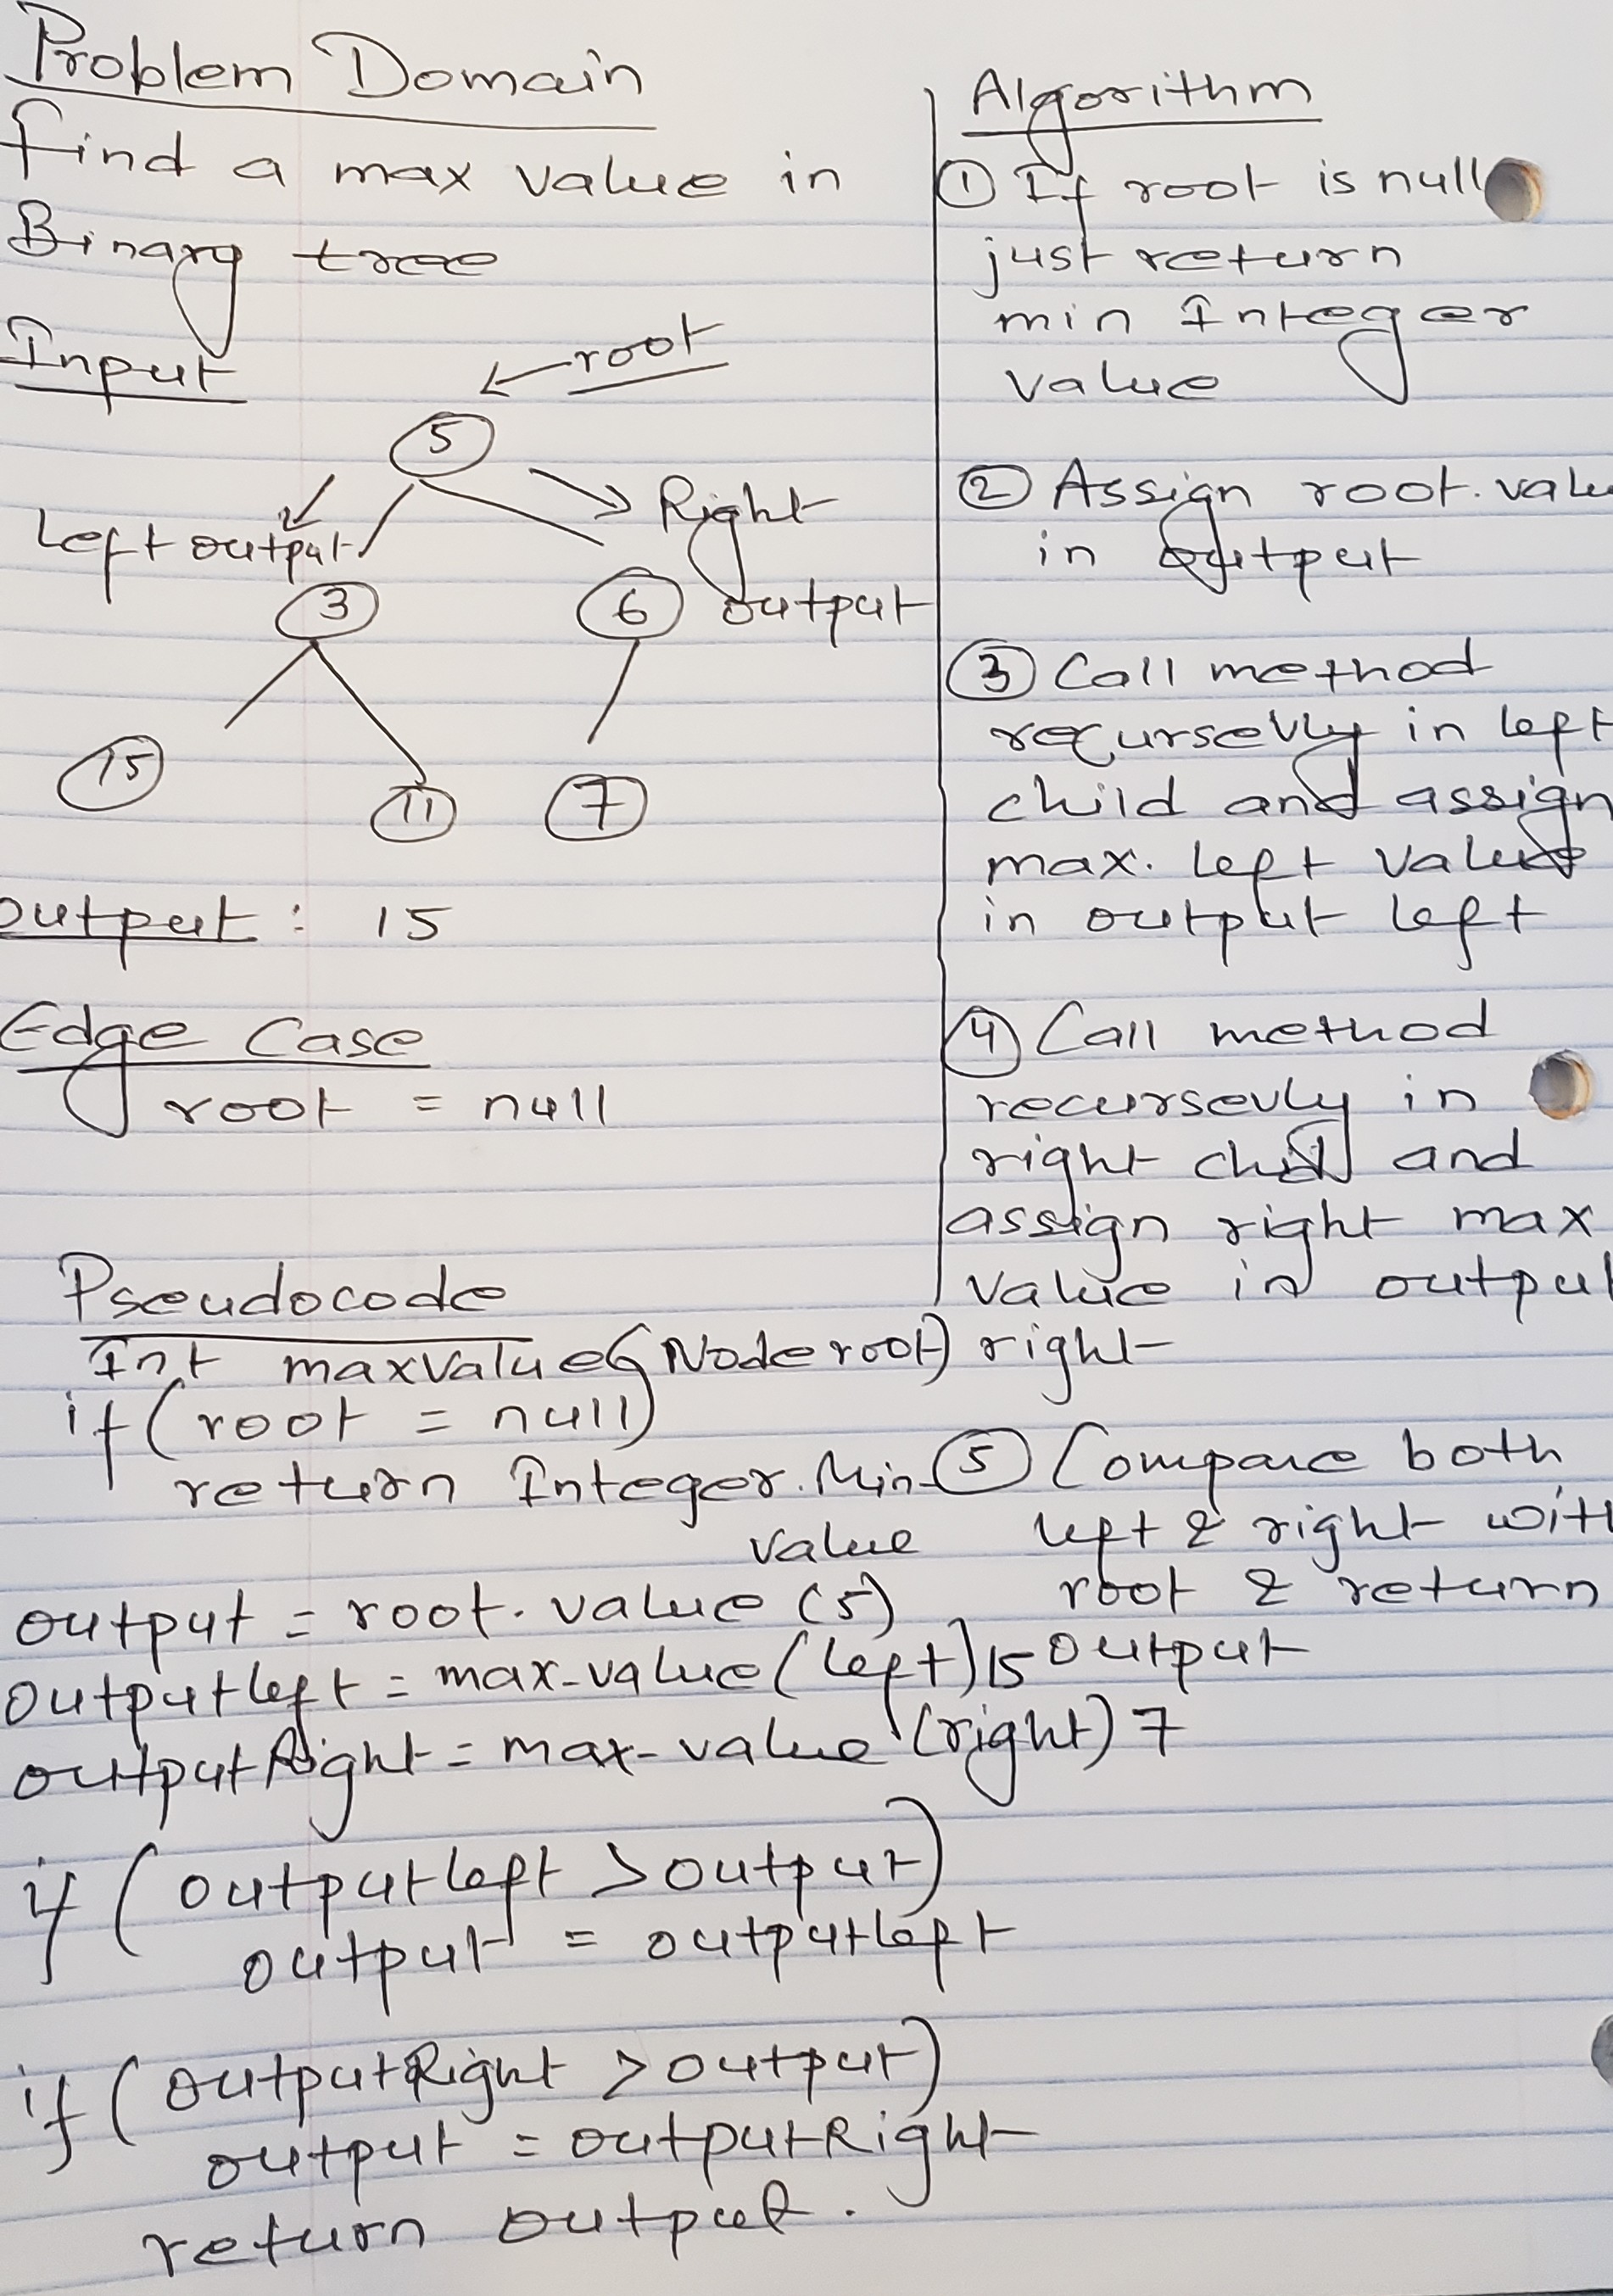 Problem Domain
find a max value in
Binary tree
Input
root
5
Left output
Right
output
3
6
15
11
7
output : 15
Edge Case
root = null
Algorithm
① If root is null
just return
min Integer
value
② Assign root.value
in output
③ Call method
recursevly in left
child and assign
max. left value
in output left
④ Call method
recursevly in
right child and
assign right max
value in output
right
⑤ Compare both
left & right with
root & return
output
Pseudocode
Int maxvalue(Node root)
if (root = null)
return Integer.Min
value
output = root.value (5)
outputleft = max-value (left) 15
outputRight = max-value (right) 7
if (outputleft > output)
output = outputleft
if (outputRight > output)
output = outputRight
return output.